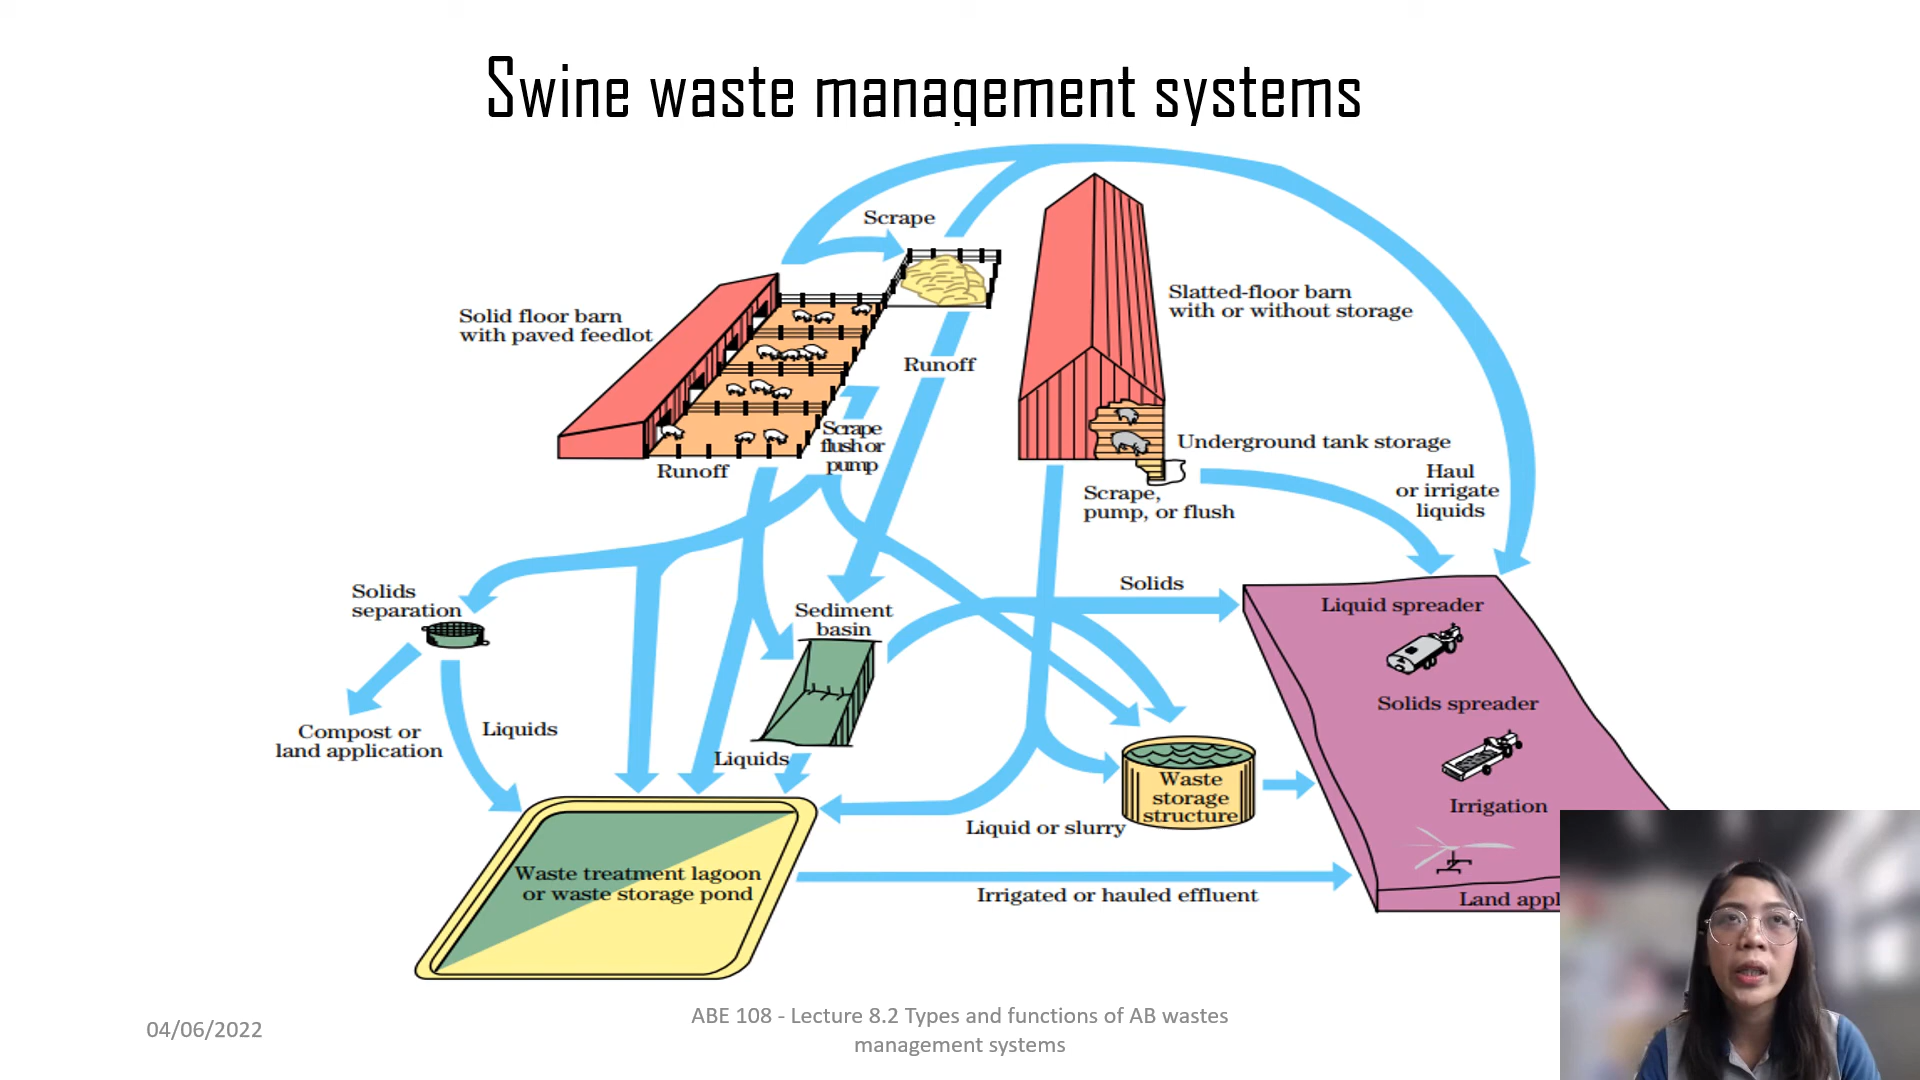 Swine waste management systems
Scrape
Solid floor barn
with paved feedlot
Slatted-floor barn
with or without storage
Runoff
Scrape
flush or
pump
Runoff
Underground tank storage
Scrape,
pump, or flush
Haul
or irrigate
liquids
Solids
separation
Sediment
basin
Solids
Liquid spreader
Solids spreader
Compost or
land application
Liquids
Liquids
Waste
storage
structure
Irrigation
Liquid or slurry
Waste treatment lagoon
or waste storage pond
Irrigated or hauled effluent
Land appl
04/06/2022
ABE 108 - Lecture 8.2 Types and functions of AB wastes
management systems